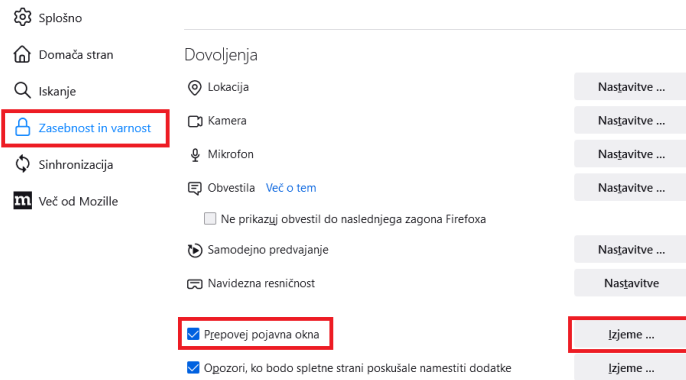 Splošno
Domača stran
Iskanje
Zasebnost in varnost
Sinhronizacija
m Več od Mozille
Dovoljenja
Lokacija Nastavitve ...
Kamera Nastavitve ...
Mikrofon Nastavitve ...
Obvestila Več o tem Nastavitve ...
Ne prikazuj obvestil do naslednjega zagona Firefoxa
Samodejno predvajanje Nastavitve ...
Navidezna resničnost Nastavitve
Prepovej pojavna okna Izjeme ...
Opozori, ko bodo spletne strani poskušale namestiti dodatke Izjeme ...